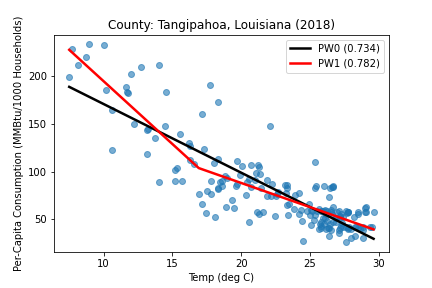 County: Tangipahoa, Louisiana (2018)
PW0 (0.734)
PW1 (0.782)
Per-Capita Consumption (MMBtu/1000 Households)
200
150
100
50
10
15
20
25
30
Temp (deg C)